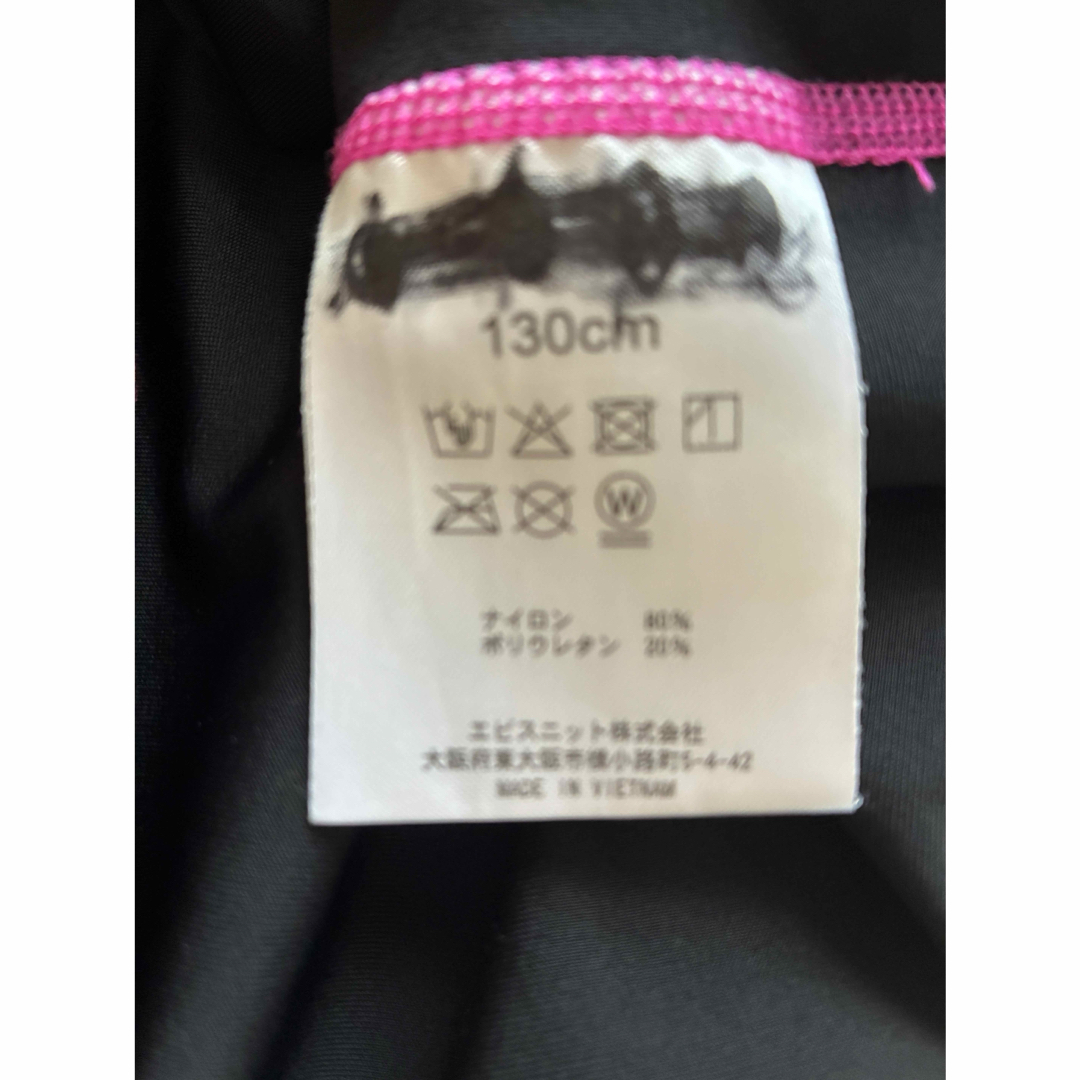 130cm
W
ナイロン 80%
ポリウレタン 20%
エビスニット株式会社
大阪府東大阪市横小路町5-4-42
MADE IN VIETNAM